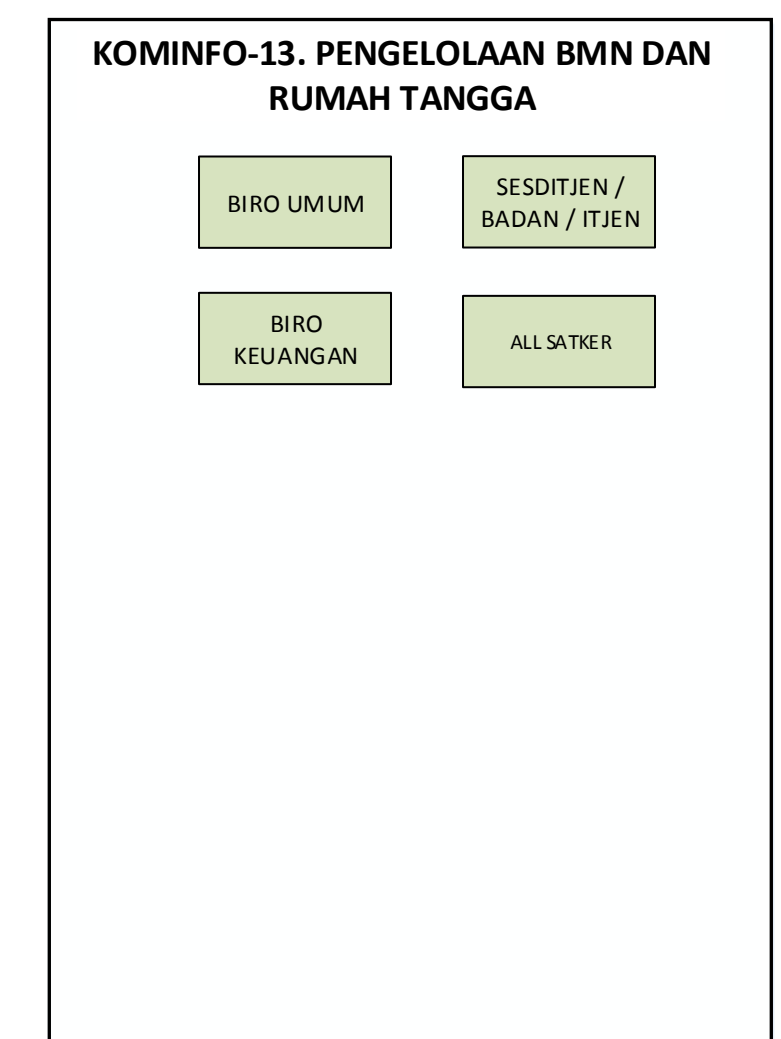 KOMINFO-13. PENGELOLAAN BMN DAN
RUMAH TANGGA
BIRO UMUM
SESDITJEN /
BADAN / ITJEN
BIRO
KEUANGAN
ALL SATKER